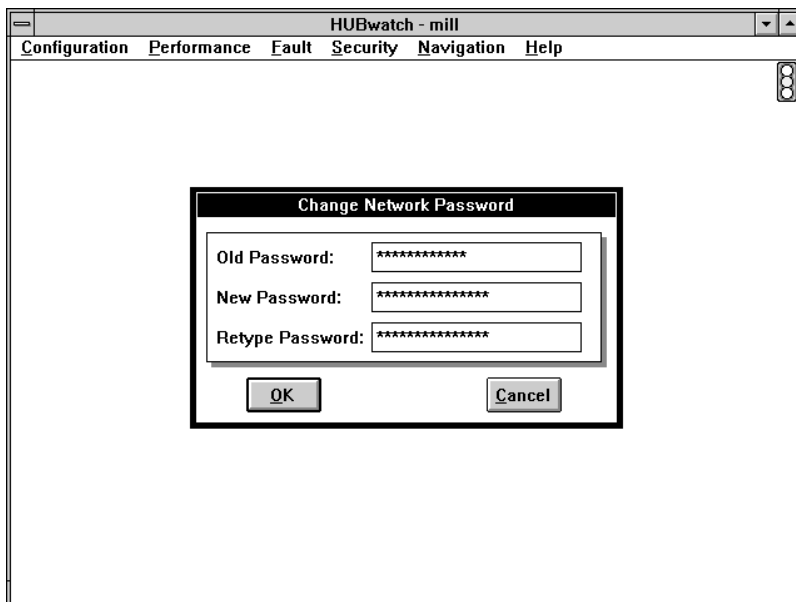 HUBwatch - mill
Configuration Performance Fault Security Navigation Help
Change Network Password
Old Password: ************
New Password: ***************
Retype Password: ***************
OK Cancel